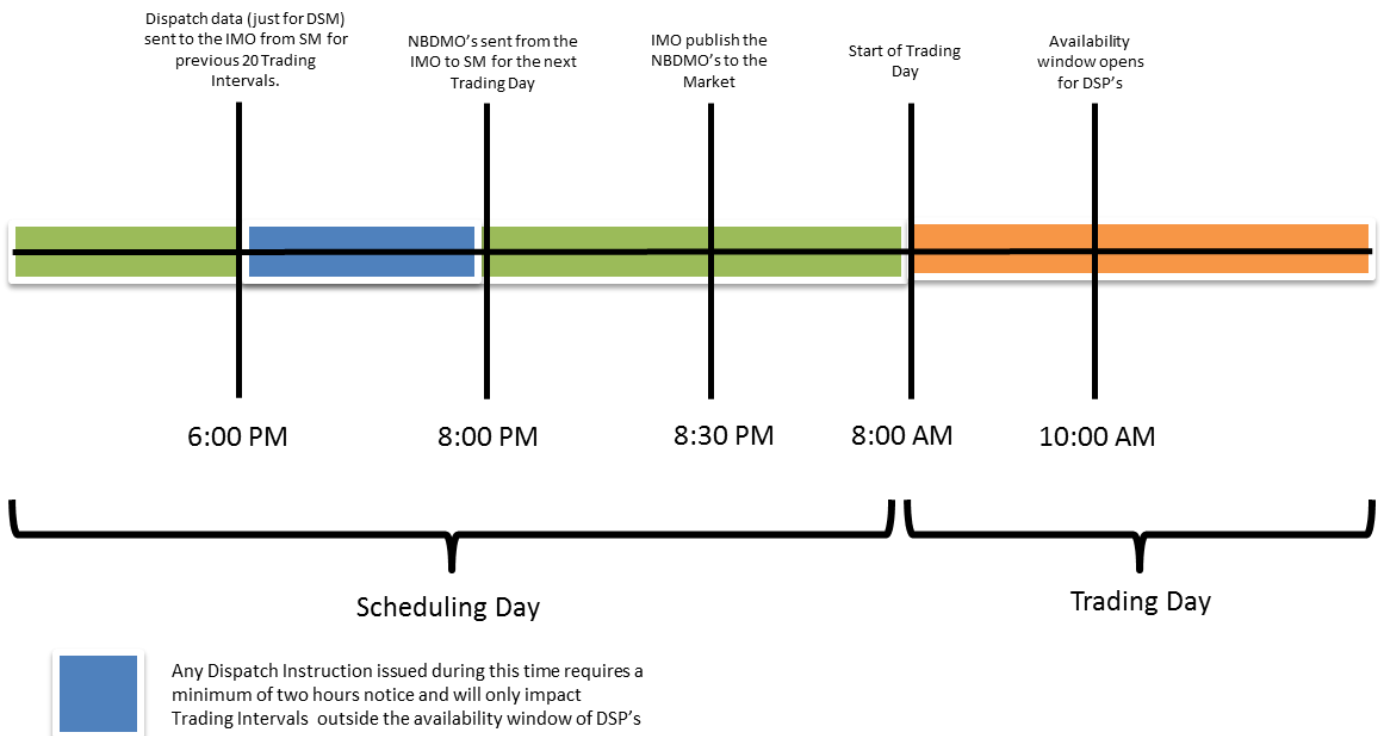 Dispatch data (just for DSM)
sent to the IMO from SM for
previous 20 Trading
Intervals.
NBDMO's sent from the
IMO to SM for the next
Trading Day
IMO publish the
NBDMO's to the
Market
Start of Trading
Day
Availability
window opens
for DSP's
6:00 PM
8:00 PM
8:30 PM
8:00 AM
10:00 AM
Scheduling Day
Trading Day
Any Dispatch Instruction issued during this time requires a
minimum of two hours notice and will only impact
Trading Intervals outside the availability window of DSP's